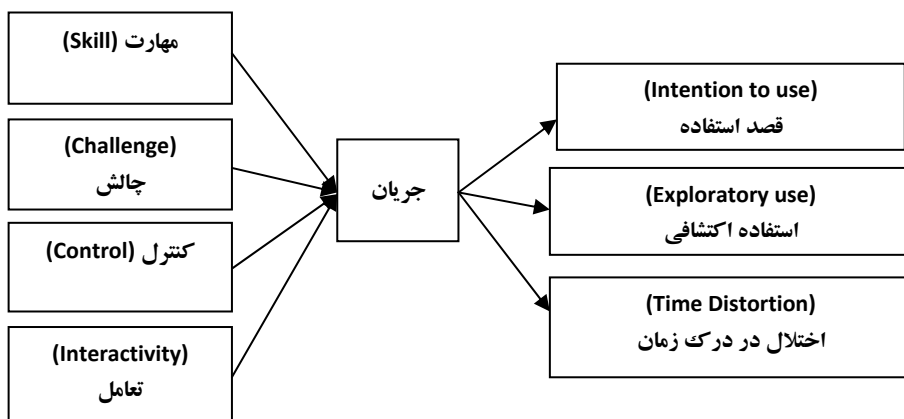 مهارت (Skill)
(Challenge)
چالش
کنترل (Control)
(Interactivity)
تعامل
جریان
(Intention to use)
قصد استفاده
(Exploratory use)
استفاده اکتشافی
(Time Distortion)
اختلال در درک زمان